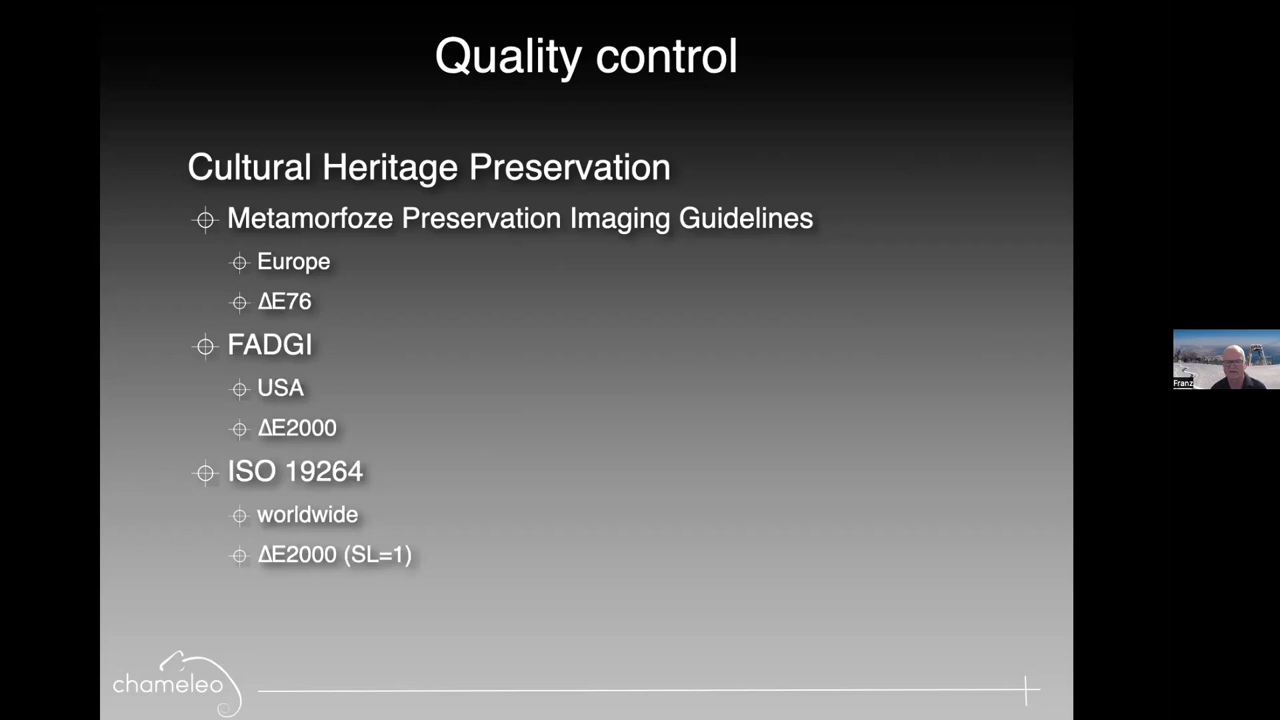 Quality control
Cultural Heritage Preservation
Metamorfoze Preservation Imaging Guidelines
Europe
ΔE76
FADGI
USA
ΔE2000
ISO 19264
worldwide
ΔE2000 (SL=1)
Franz
chameleo